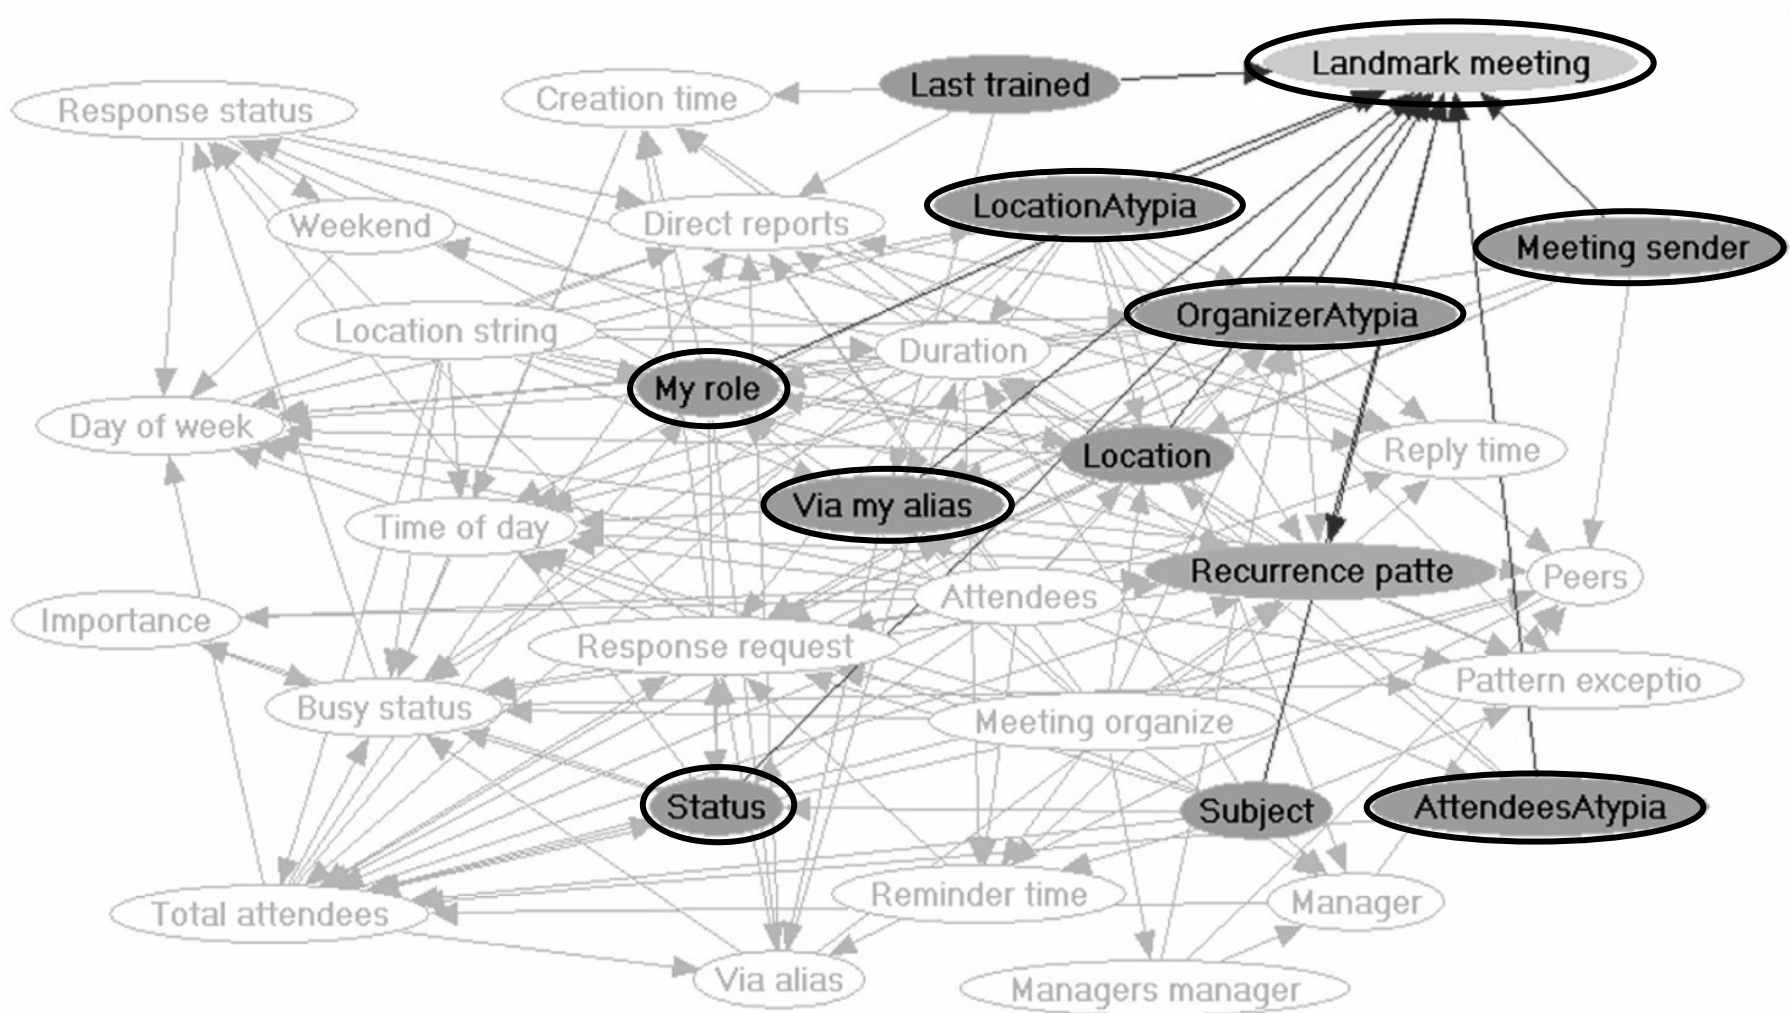 Landmark meeting
Last trained
Creation time
Response status
LocationAtypia
Direct reports
Weekend
Meeting sender
OrganizerAtypia
Location string
Duration
My role
Day of week
Location
Reply time
Via my alias
Time of day
Recurrence patte
Peers
Attendees
Importance
Response request
Pattern exceptio
Busy status
Meeting organize
Status
Subject
AttendeesAtypia
Reminder time
Manager
Total attendees
Via alias
Managers manager